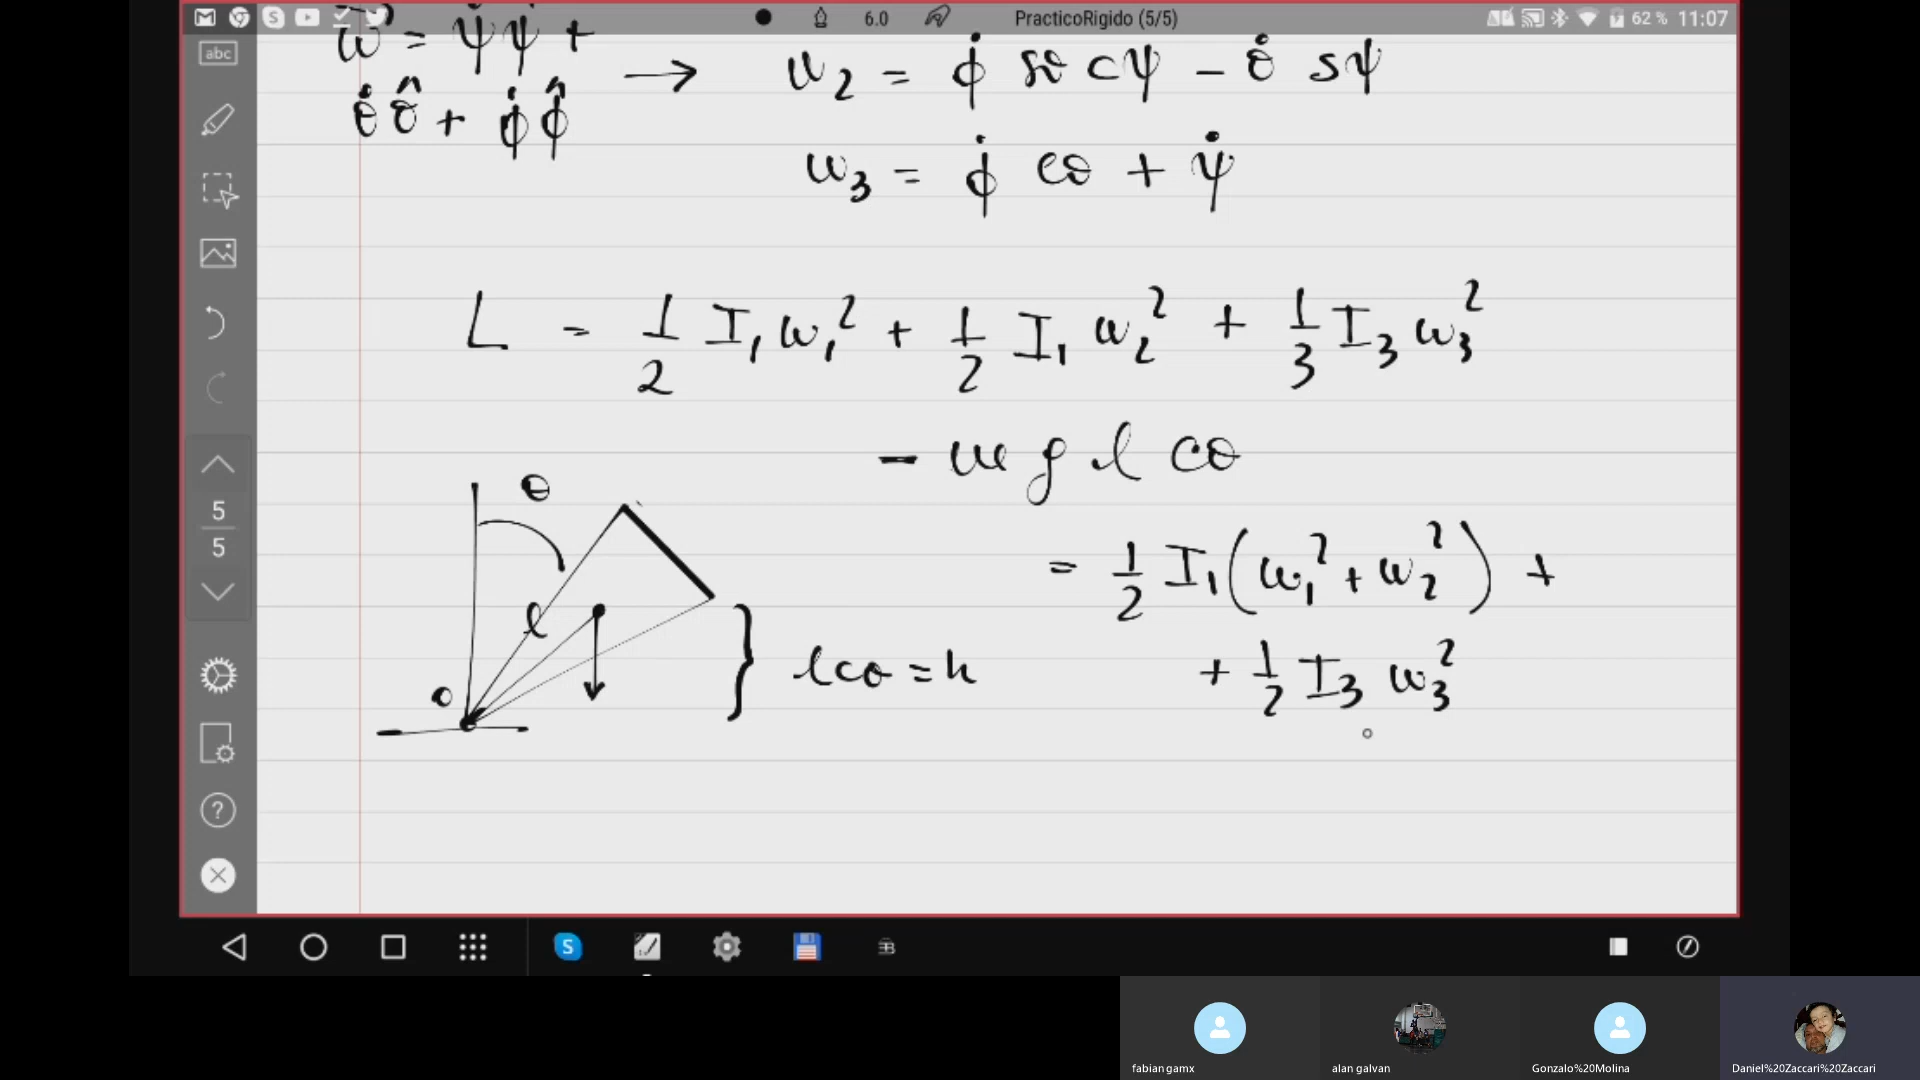 6.0 PracticoRigido (5/5) 62 % 11:07
abc
ω⃗ = ψ̇ ψ̂ +
θ̇ θ̂ + φ̇ φ̂
→ ω₂ = φ̇ sθ cψ - θ̇ sψ
ω₃ = φ̇ cθ + ψ̇
L = 1/2 I₁ ω₁² + 1/2 I₁ ω₂² + 1/3 I₃ ω₃²
- m g l cθ
= 1/2 I₁ (ω₁² + ω₂²) +
+ 1/2 I₃ ω₃²
θ
l
o
} lcθ = h
5
5
fabian gamx
alan galvan
Gonzalo%20Molina
Daniel%20Zaccari%20Zaccari